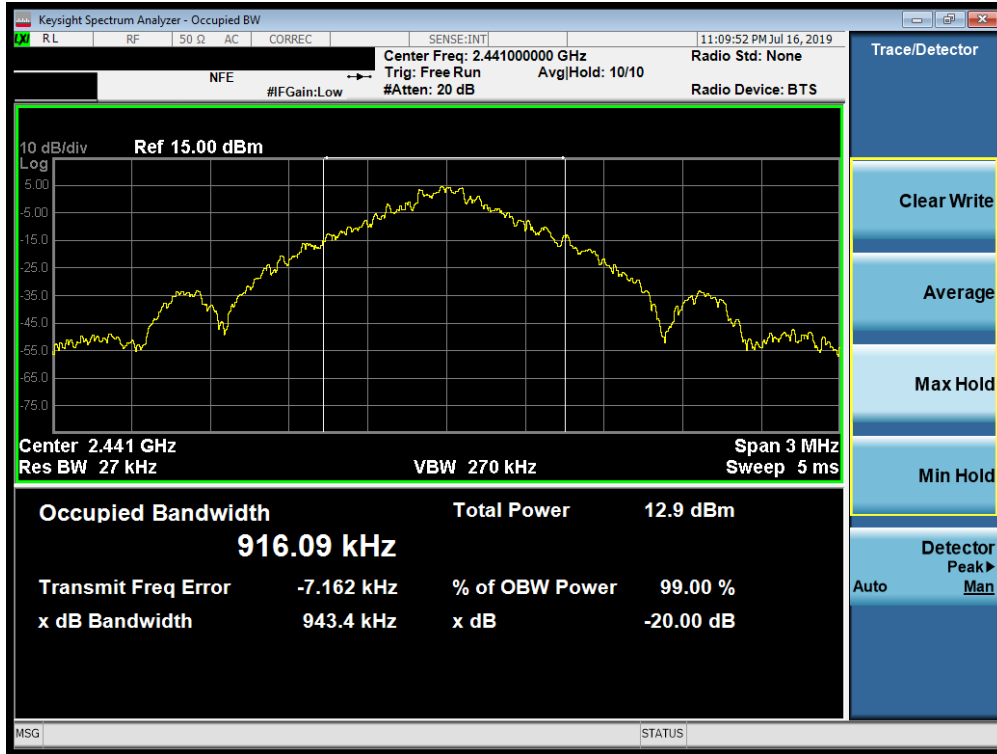 Keysight Spectrum Analyzer - Occupied BW
LXI RL RF 50 Ω AC CORREC SENSE:INT 11:09:52 PM Jul 16, 2019
Center Freq: 2.441000000 GHz Radio Std: None
NFE Trig: Free Run Avg|Hold: 10/10
#IFGain:Low #Atten: 20 dB Radio Device: BTS
10 dB/div Ref 15.00 dBm
Log
5.00
-5.00
-15.0
-25.0
-35.0
-45.0
-55.0
-65.0
-75.0
Center 2.441 GHz Span 3 MHz
Res BW 27 kHz VBW 270 kHz Sweep 5 ms
Occupied Bandwidth Total Power 12.9 dBm
916.09 kHz
Transmit Freq Error -7.162 kHz % of OBW Power 99.00 %
x dB Bandwidth 943.4 kHz x dB -20.00 dB
MSG STATUS
Trace/Detector
Clear Write
Average
Max Hold
Min Hold
Detector
Peak▶
Auto Man